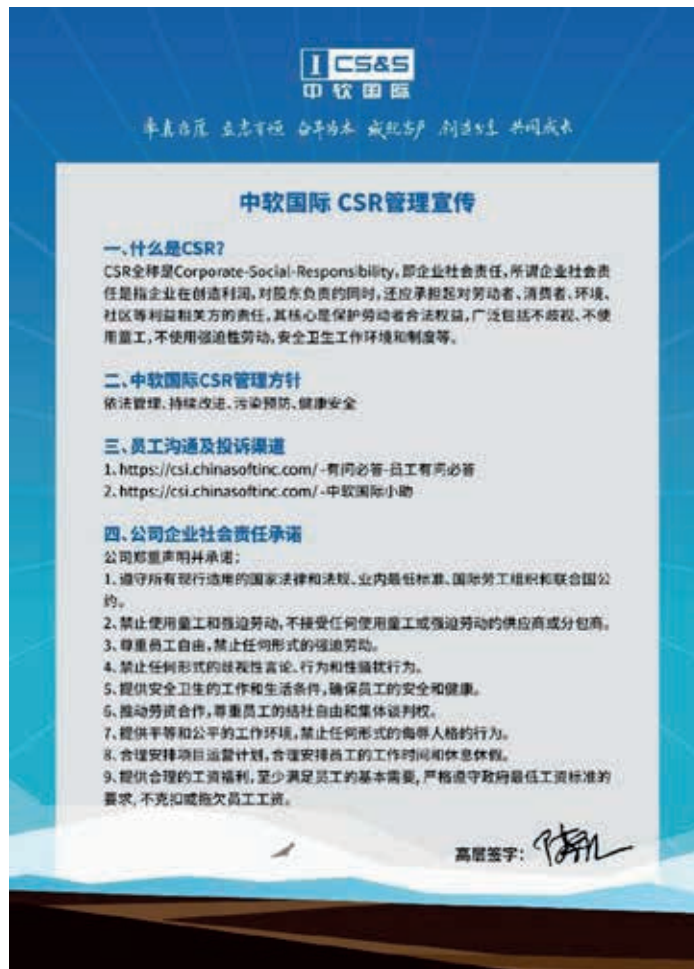 CS&S
中软国际
中软国际 CSR管理宣传
一、什么是CSR?
CSR全称是Corporate-Social-Responsibility,即企业社会责任,所谓企业社会责
任是指企业在创造利润,对股东负责的同时,还应承担起对劳动者、消费者、环境、
社区等利益相关方的责任,其核心是保护劳动者合法权益,广泛包括不歧视、不使
用童工,不使用强迫性劳动,安全卫生工作环境和制度等。
二、中软国际CSR管理方针
依法管理、持续改进、污染预防、健康安全
三、员工沟通及投诉渠道
1、https://csi.chinasoftinc.com/-有问必答-员工有问必答
2、https://csi.chinasoftinc.com/-中软国际小助
四、公司企业社会责任承诺
公司郑重声明并承诺:
1、遵守所有现行适用的国家法律和法规、业内最低标准、国际劳工组织和联合国公
约。
2、禁止使用童工和强迫劳动,不接受任何使用童工或强迫劳动的供应商或分包商。
3、尊重员工自由,禁止任何形式的强迫劳动。
4、禁止任何形式的歧视性言论、行为和性骚扰行为。
5、提供安全卫生的工作和生活条件,确保员工的安全和健康。
6、推动劳资合作,尊重员工的结社自由和集体谈判权。
7、提供平等和公平的工作环境,禁止任何形式的侮辱人格的行为。
8、合理安排项目运营计划,合理安排员工的工作时间和休息休假。
9、提供合理的工资福利,至少满足员工的基本需要,严格遵守政府最低工资标准的
要求,不克扣或拖欠员工工资。
高层签字: